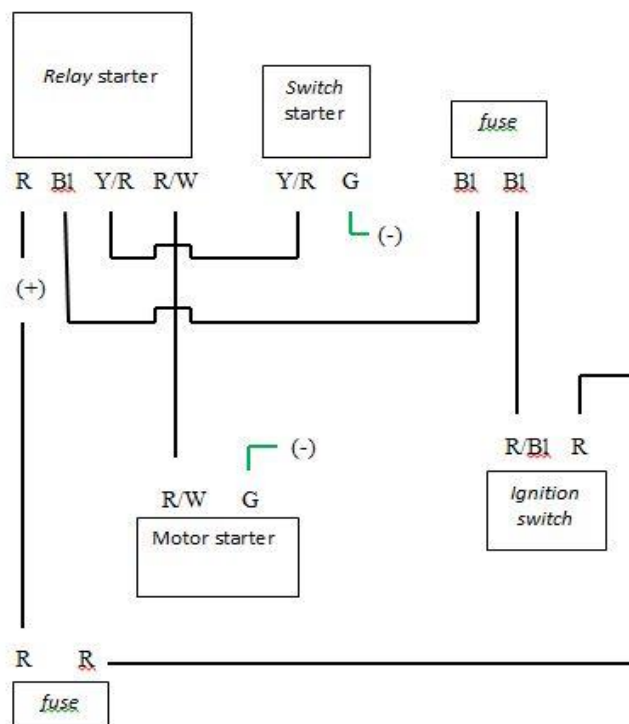 Relay starter
Switch
starter
fuse
R Bl Y/R R/W
Y/R G
Bl Bl
(-)
(+)
(-)
R/Bl R
R/W G
Ignition
switch
Motor starter
R R
fuse